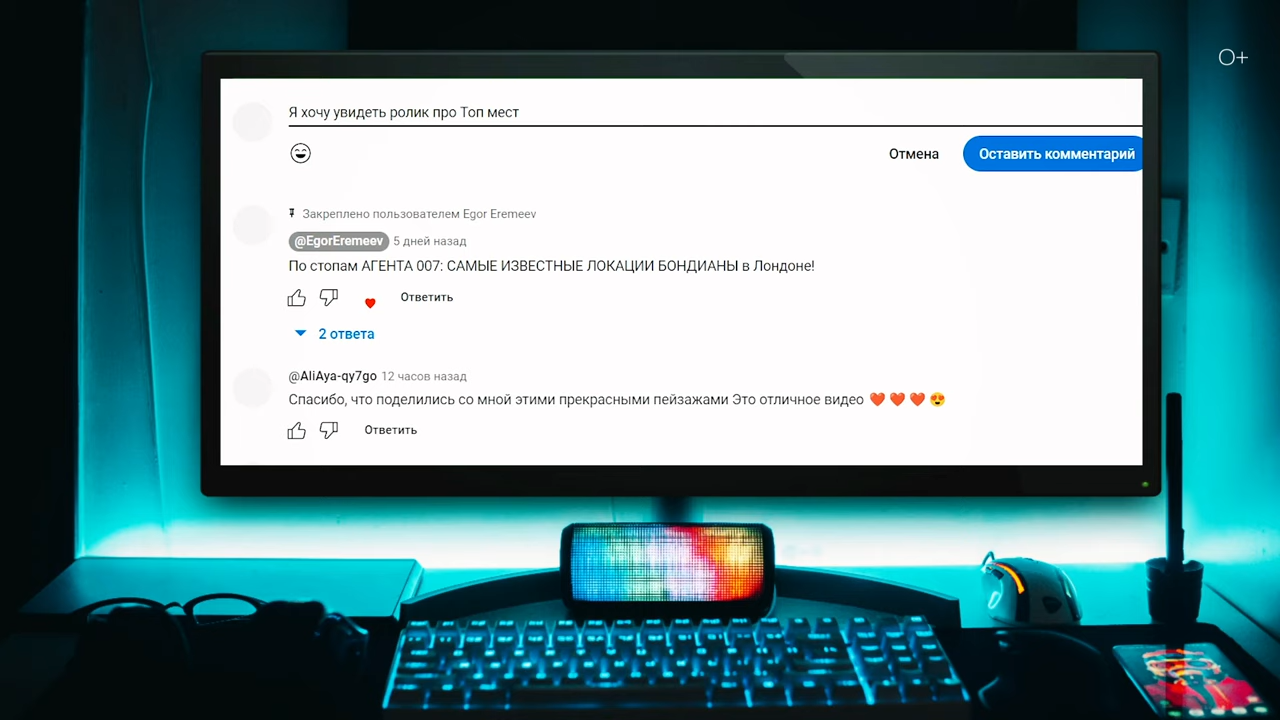 O+
Я хочу увидеть ролик про Топ мест
Отмена
Оставить комментарий
Закреплено пользователем Egor Eremeev
@EgorEremeev 5 дней назад
По стопам АГЕНТА 007: САМЫЕ ИЗВЕСТНЫЕ ЛОКАЦИИ БОНДИАНЫ в Лондоне!
Ответить
2 ответа
@AliAya-qy7go 12 часов назад
Спасибо, что поделились со мной этими прекрасными пейзажами Это отличное видео ❤️ ❤️ ❤️ 😍
Ответить